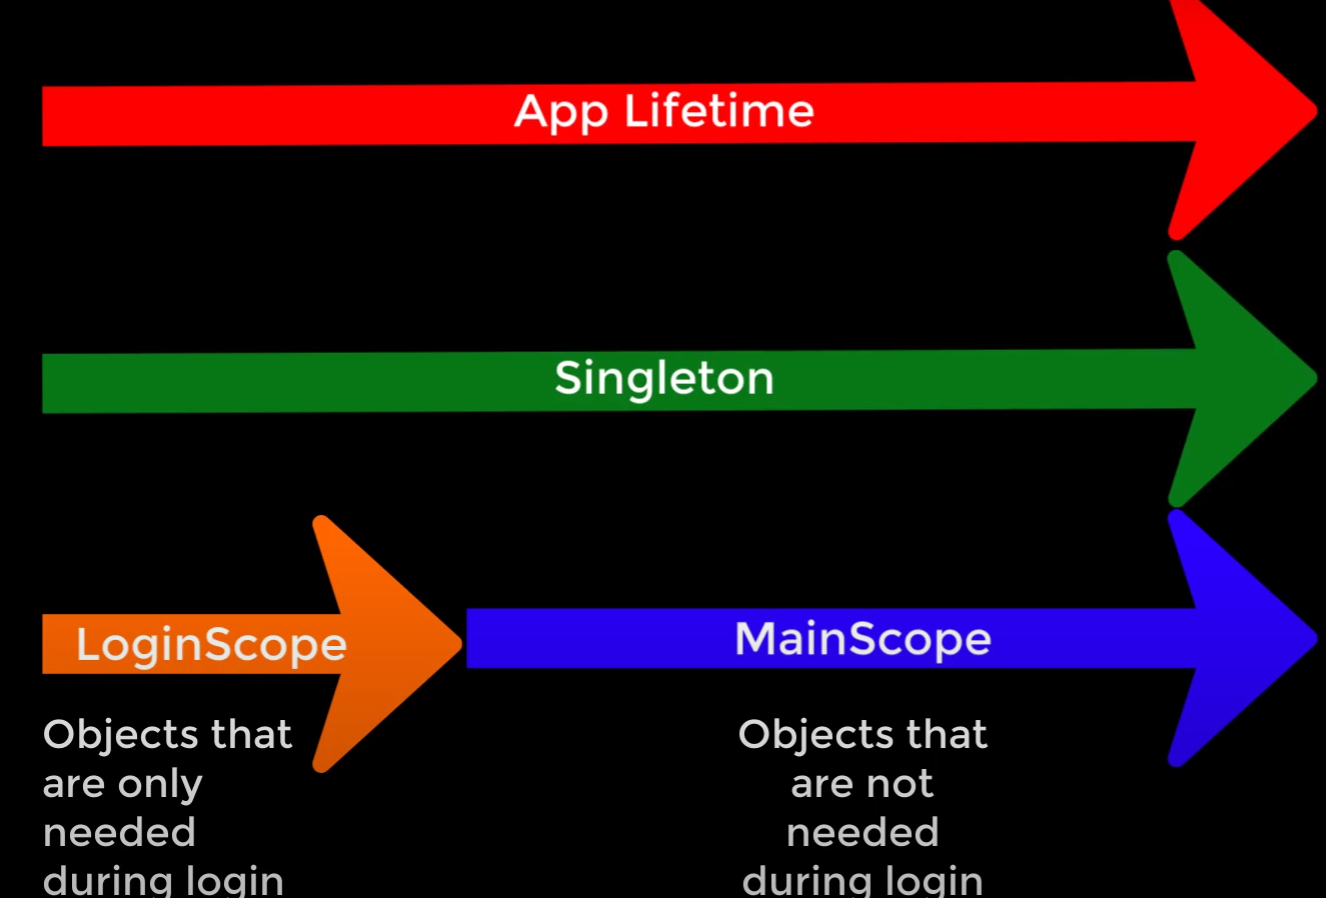 App Lifetime
Singleton
LoginScope
MainScope
Objects that
are only
needed
during login
Objects that
are not
needed
during login